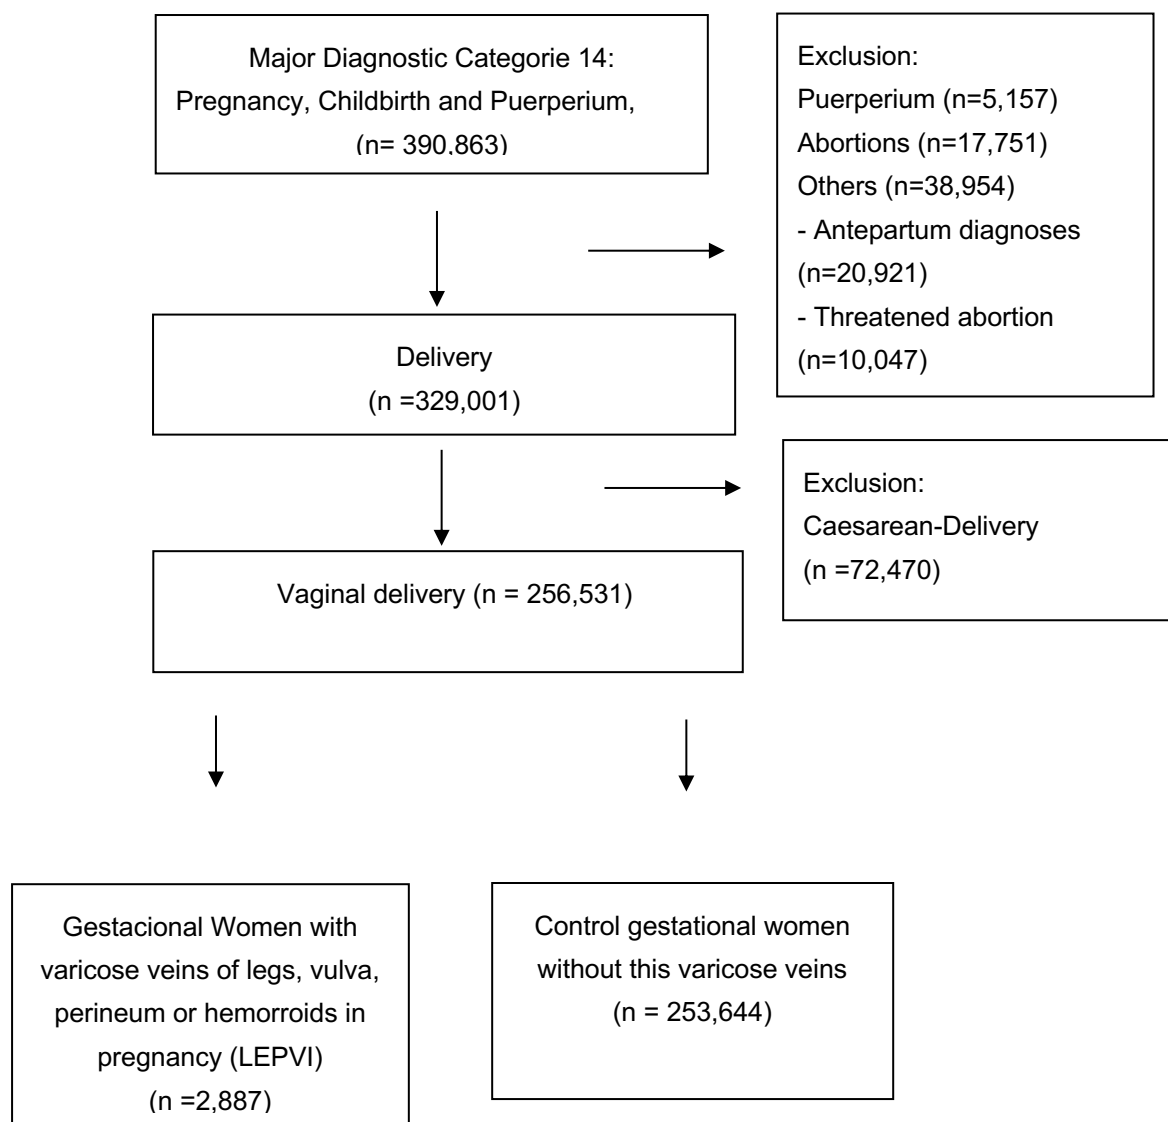 Major Diagnostic Categorie 14:
Pregnancy, Childbirth and Puerperium,
(n= 390,863)
Exclusion:
Puerperium (n=5,157)
Abortions (n=17,751)
Others (n=38,954)
- Antepartum diagnoses
(n=20,921)
- Threatened abortion
(n=10,047)
Delivery
(n =329,001)
Exclusion:
Caesarean-Delivery
(n =72,470)
Vaginal delivery (n = 256,531)
Gestacional Women with
varicose veins of legs, vulva,
perineum or hemorroids in
pregnancy (LEPVI)
(n =2,887)
Control gestational women
without this varicose veins
(n = 253,644)